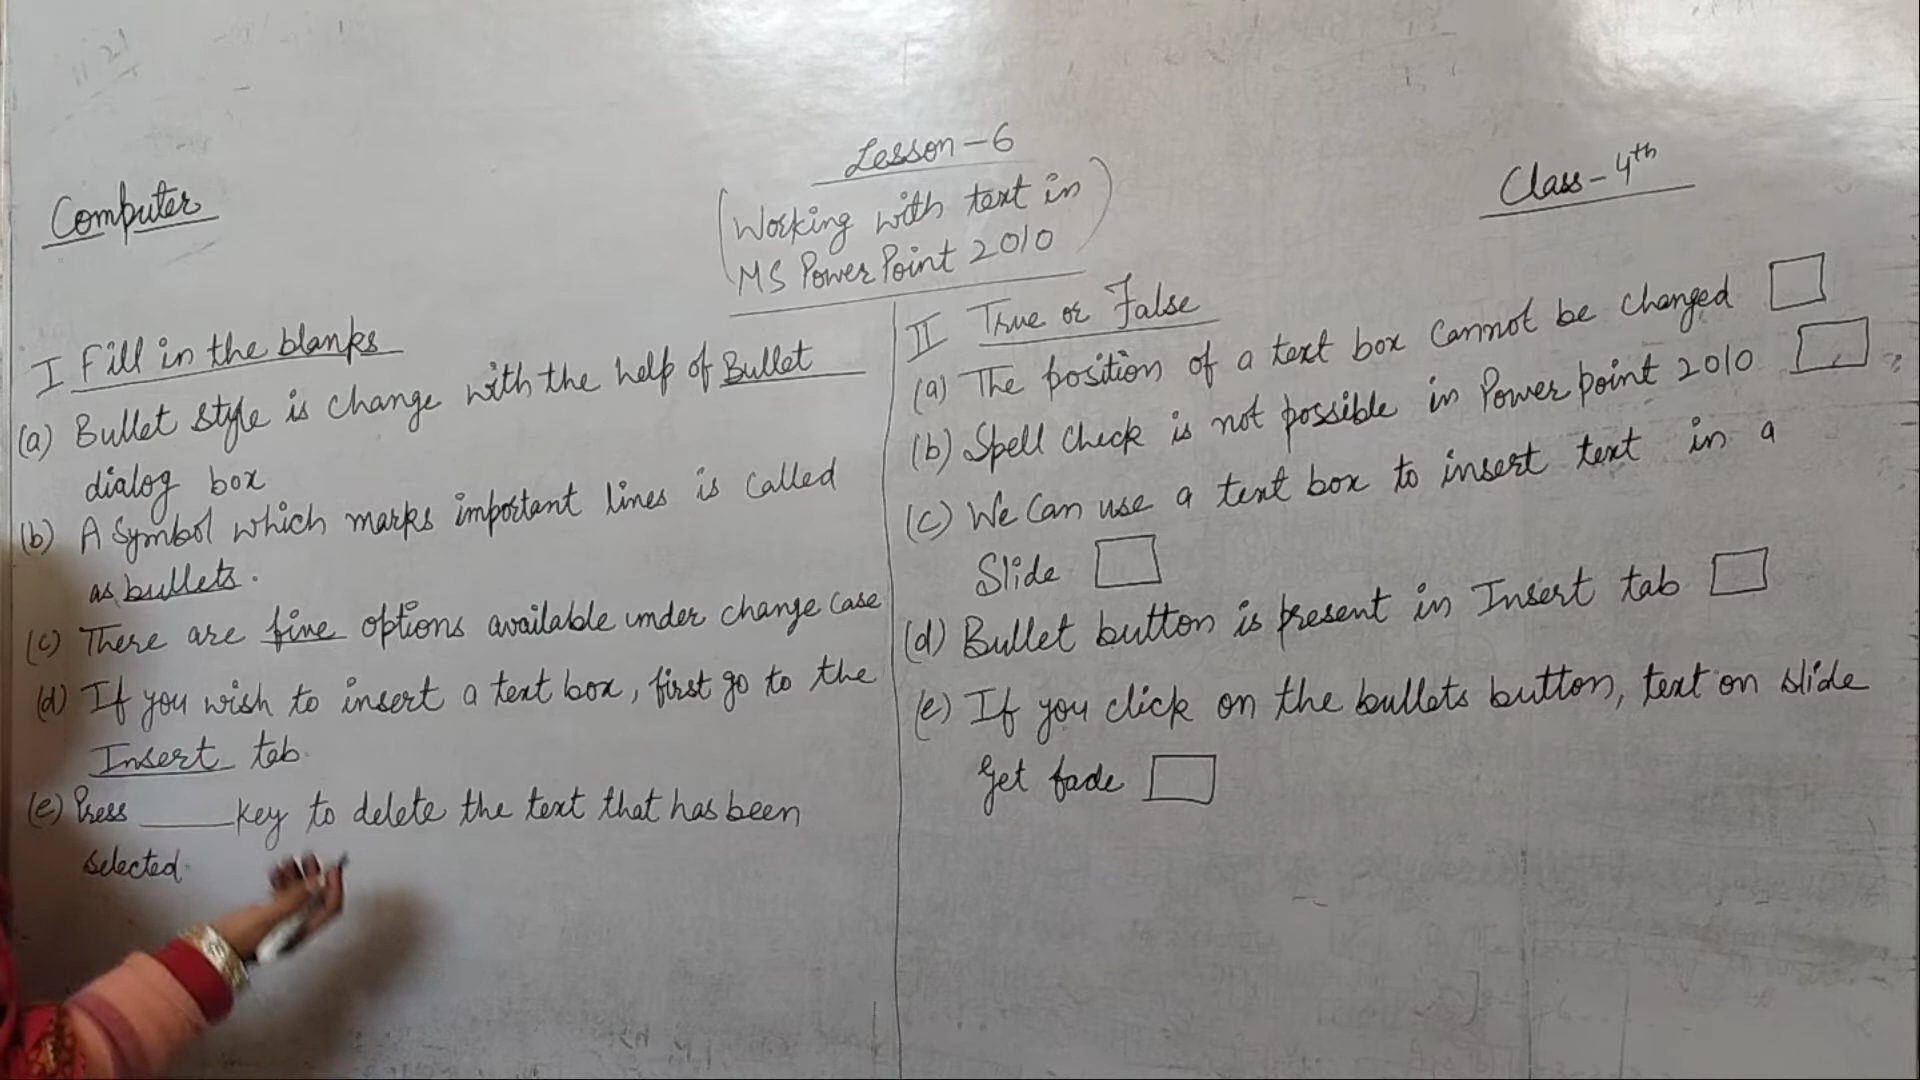 Computer
Lesson-6
(Working with text in
MS PowerPoint 2010)
Class-4th
I Fill in the blanks
(a) Bullet style is change with the help of Bullet
dialog box
(b) A Symbol which marks important lines is called
as bullets.
(c) There are five options available under change case
(d) If you wish to insert a text box, first go to the
Insert tab.
(e) Press ____ key to delete the text that has been
selected.
II True or False
(a) The position of a text box cannot be changed
(b) Spell check is not possible in Power point 2010
(c) We can use a text box to insert text in a
Slide
(d) Bullet button is present in Insert tab
(e) If you click on the bullets button, text on slide
get fade